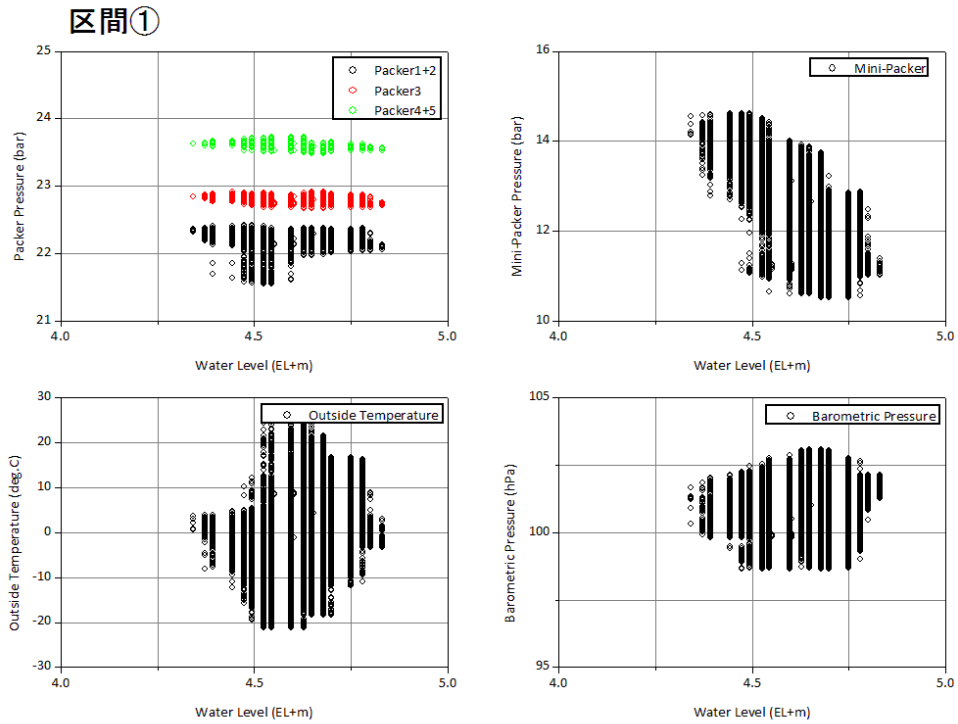 区間①
25
24
23
22
21
Packer Pressure (bar)
Packer1+2
Packer3
Packer4+5
4.0
4.5
5.0
Water Level (EL+m)
16
14
12
10
Mini-Packer Pressure (bar)
Mini-Packer
4.0
4.5
5.0
Water Level (EL+m)
30
20
10
0
-10
-20
-30
Outside Temperature (deg.C)
Outside Temperature
4.0
4.5
5.0
Water Level (EL+m)
105
100
95
Barometric Pressure (hPa)
Barometric Pressure
4.0
4.5
5.0
Water Level (EL+m)